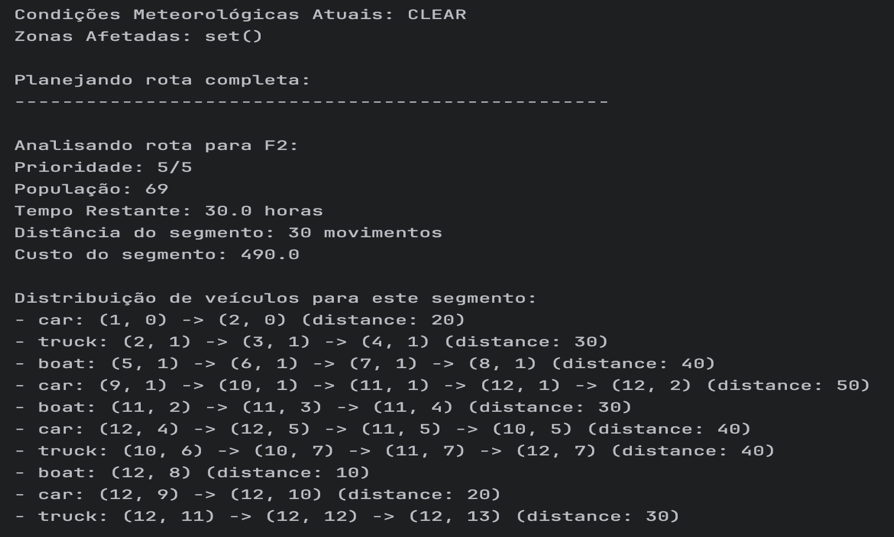 Condições Meteorológicas Atuais: CLEAR
Zonas Afetadas: set()
Planejando rota completa:
--------------------------------------------------
Analisando rota para F2:
Prioridade: 5/5
População: 69
Tempo Restante: 30.0 horas
Distância do segmento: 30 movimentos
Custo do segmento: 490.0
Distribuição de veículos para este segmento:
- car: (1, 0) -> (2, 0) (distance: 20)
- truck: (2, 1) -> (3, 1) -> (4, 1) (distance: 30)
- boat: (5, 1) -> (6, 1) -> (7, 1) -> (8, 1) (distance: 40)
- car: (9, 1) -> (10, 1) -> (11, 1) -> (12, 1) -> (12, 2) (distance: 50)
- boat: (11, 2) -> (11, 3) -> (11, 4) (distance: 30)
- car: (12, 4) -> (12, 5) -> (11, 5) -> (10, 5) (distance: 40)
- truck: (10, 6) -> (10, 7) -> (11, 7) -> (12, 7) (distance: 40)
- boat: (12, 8) (distance: 10)
- car: (12, 9) -> (12, 10) (distance: 20)
- truck: (12, 11) -> (12, 12) -> (12, 13) (distance: 30)